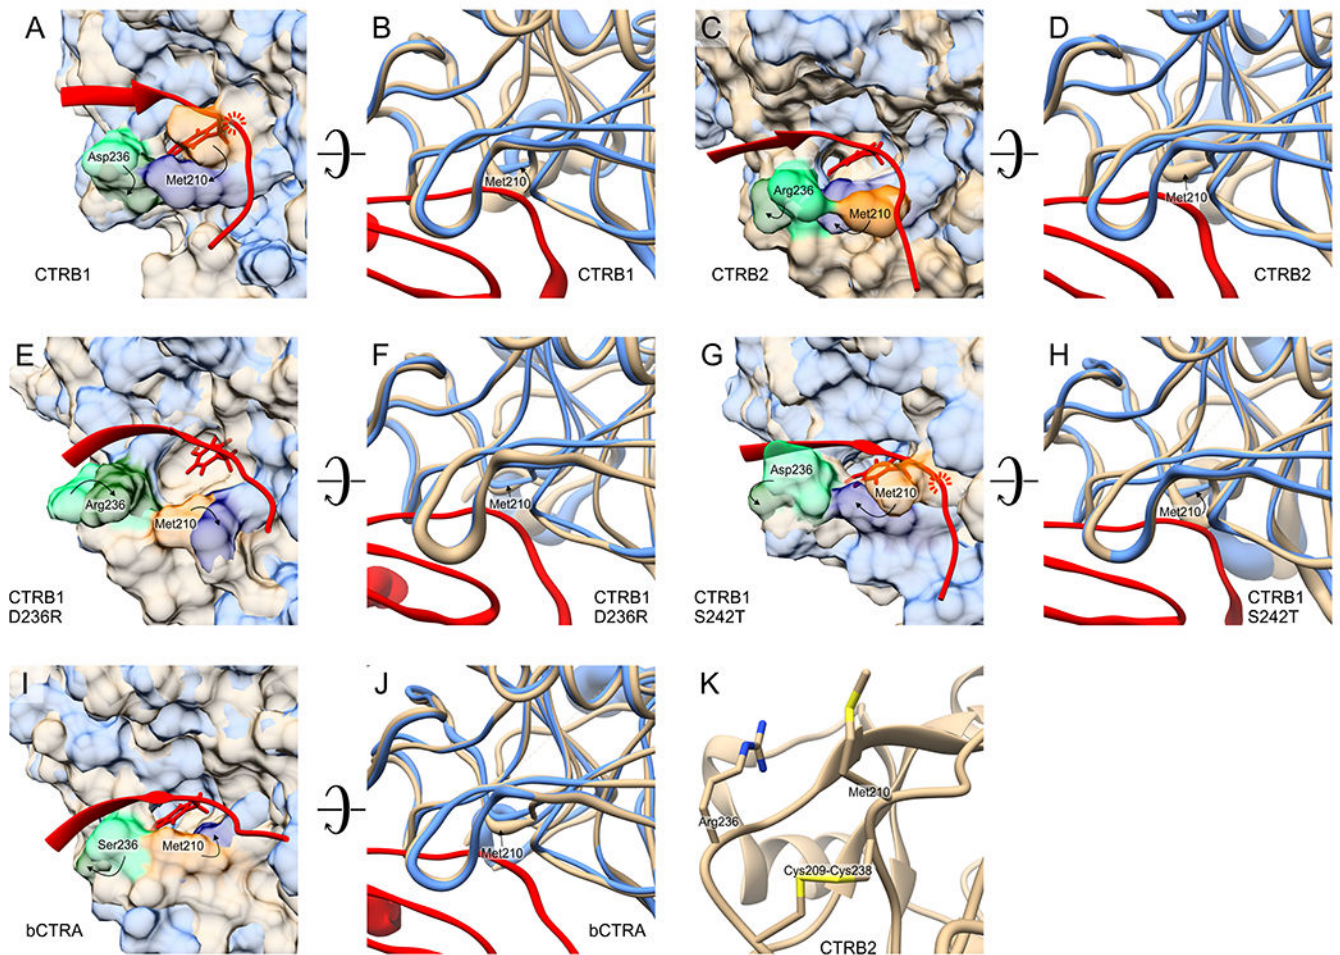 A
Asp236
Met210
CTRB1
B
Met210
CTRB1
C
Arg236
Met210
CTRB2
D
Met210
CTRB2
E
Arg236
Met210
CTRB1
D236R
F
Met210
CTRB1
D236R
G
Asp236
Met210
CTRB1
S242T
H
Met210
CTRB1
S242T
I
Ser236
Met210
bCTRA
J
Met210
bCTRA
K
Met210
Arg236
Cys209-Cys238
CTRB2